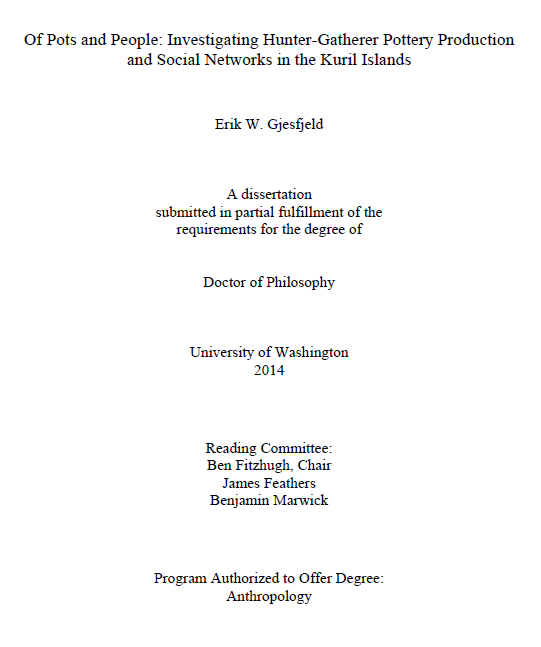 Of Pots and People: Investigating Hunter-Gatherer Pottery Production
and Social Networks in the Kuril Islands
Erik W. Gjesfjeld
A dissertation
submitted in partial fulfillment of the
requirements for the degree of
Doctor of Philosophy
University of Washington
2014
Reading Committee:
Ben Fitzhugh, Chair
James Feathers
Benjamin Marwick
Program Authorized to Offer Degree:
Anthropology